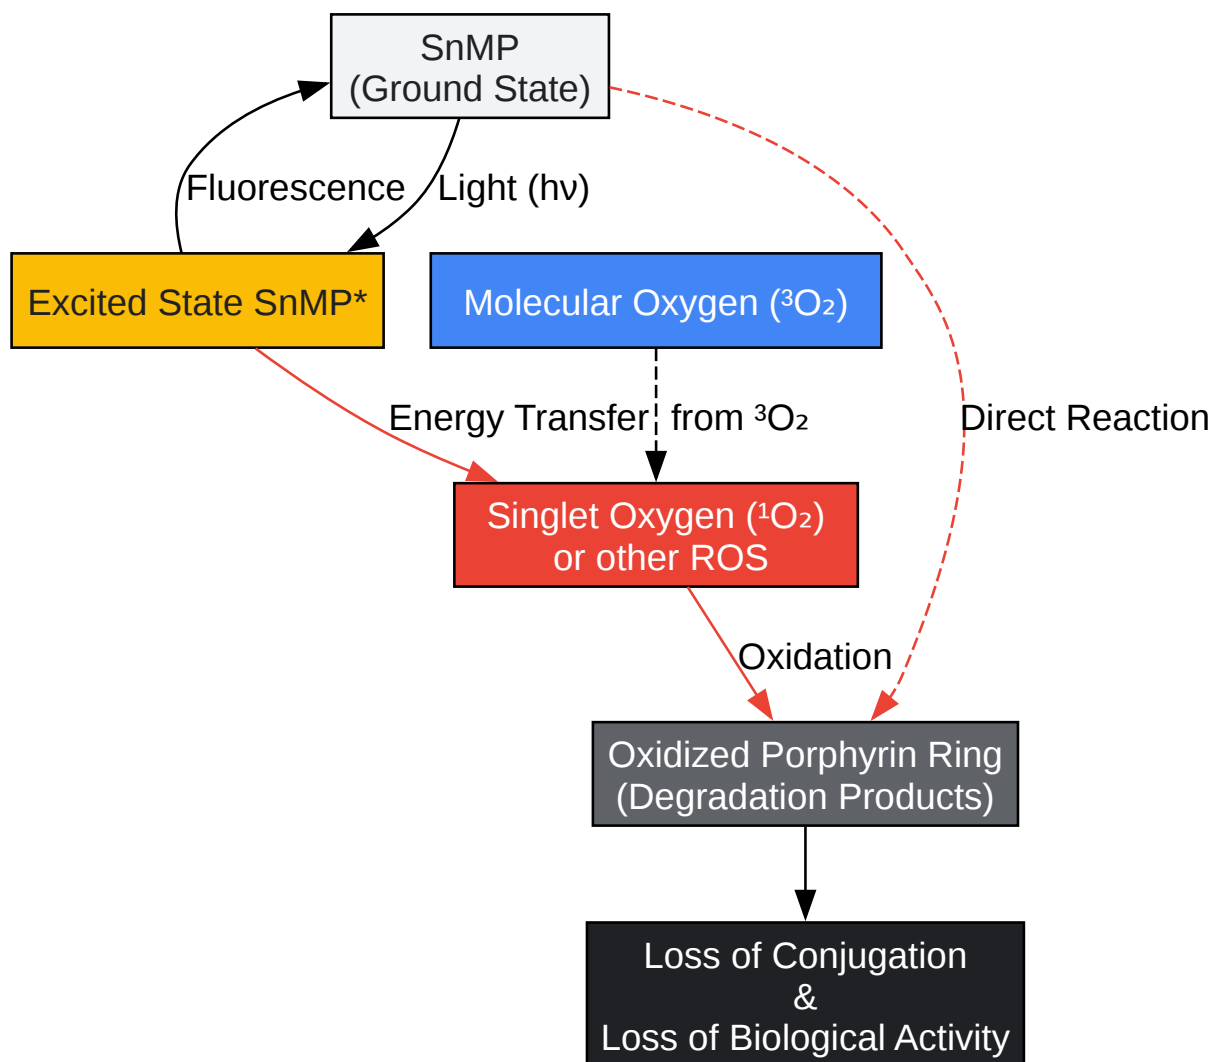 SnMP
(Ground State)
Fluorescence
Light (hν)
Excited State SnMP*
Molecular Oxygen (³O₂)
Energy Transfer
from ³O₂
Direct Reaction
Singlet Oxygen (¹O₂)
or other ROS
Oxidation
Oxidized Porphyrin Ring
(Degradation Products)
Loss of Conjugation
&
Loss of Biological Activity